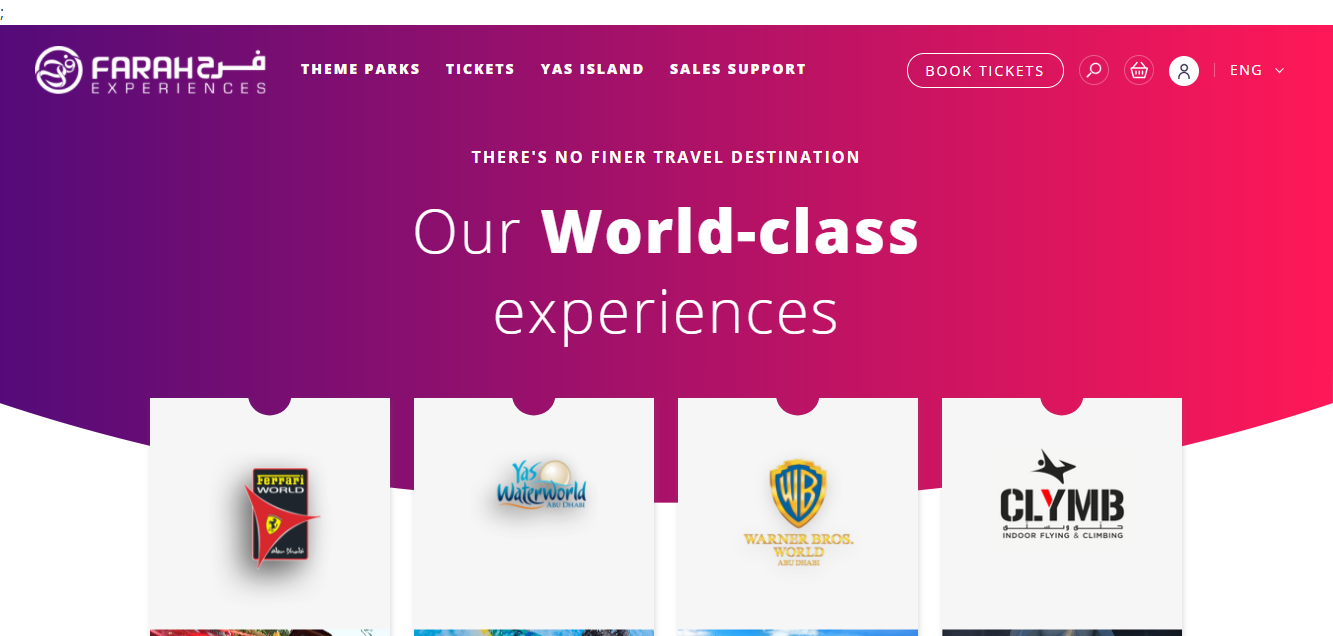 ;
فرح
FARAH فـــرح
EXPERIENCES
THEME PARKS
TICKETS
YAS ISLAND
SALES SUPPORT
BOOK TICKETS
ENG
THERE'S NO FINER TRAVEL DESTINATION
Our World-class
experiences
Ferrari
WORLD
Abu Dhabi
Yas
WaterWorld
ABU DHABI
WB
WARNER BROS.
WORLD
ABU DHABI
CLYMB
INDOOR FLYING & CLIMBING